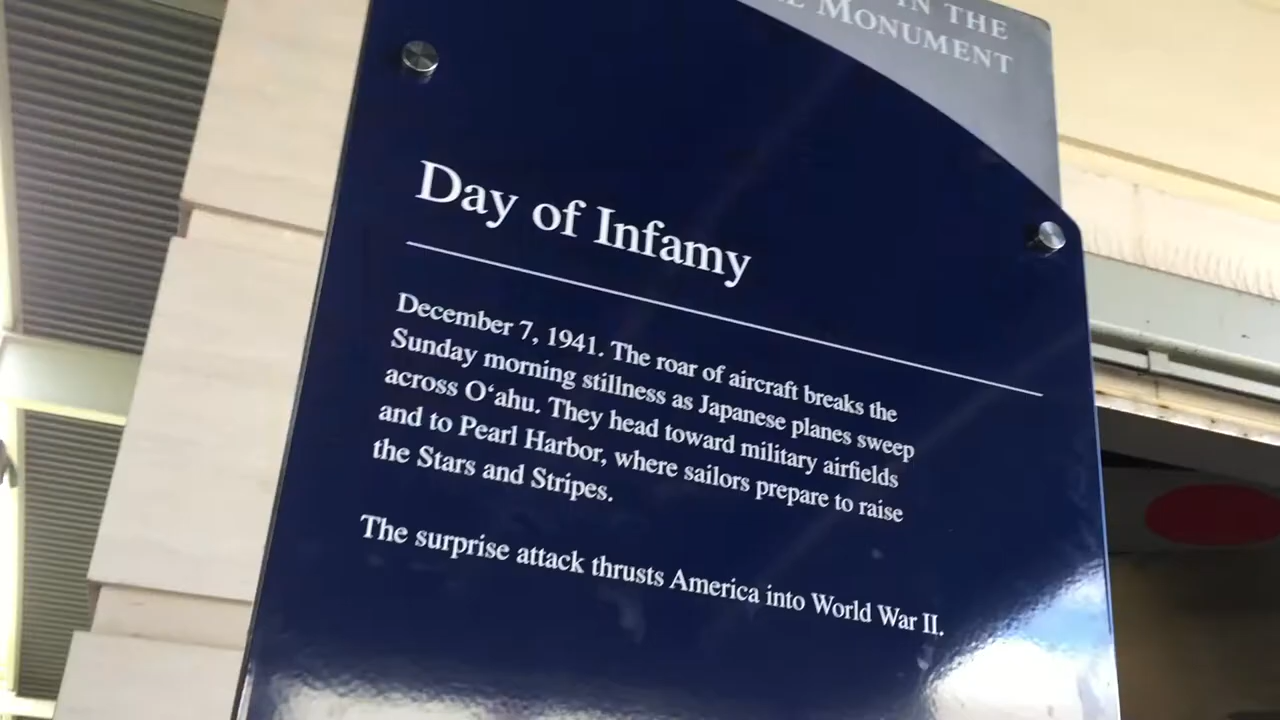 IN THE
MONUMENT
Day of Infamy
December 7, 1941. The roar of aircraft breaks the
Sunday morning stillness as Japanese planes sweep
across Oʻahu. They head toward military airfields
and to Pearl Harbor, where sailors prepare to raise
the Stars and Stripes.
The surprise attack thrusts America into World War II.